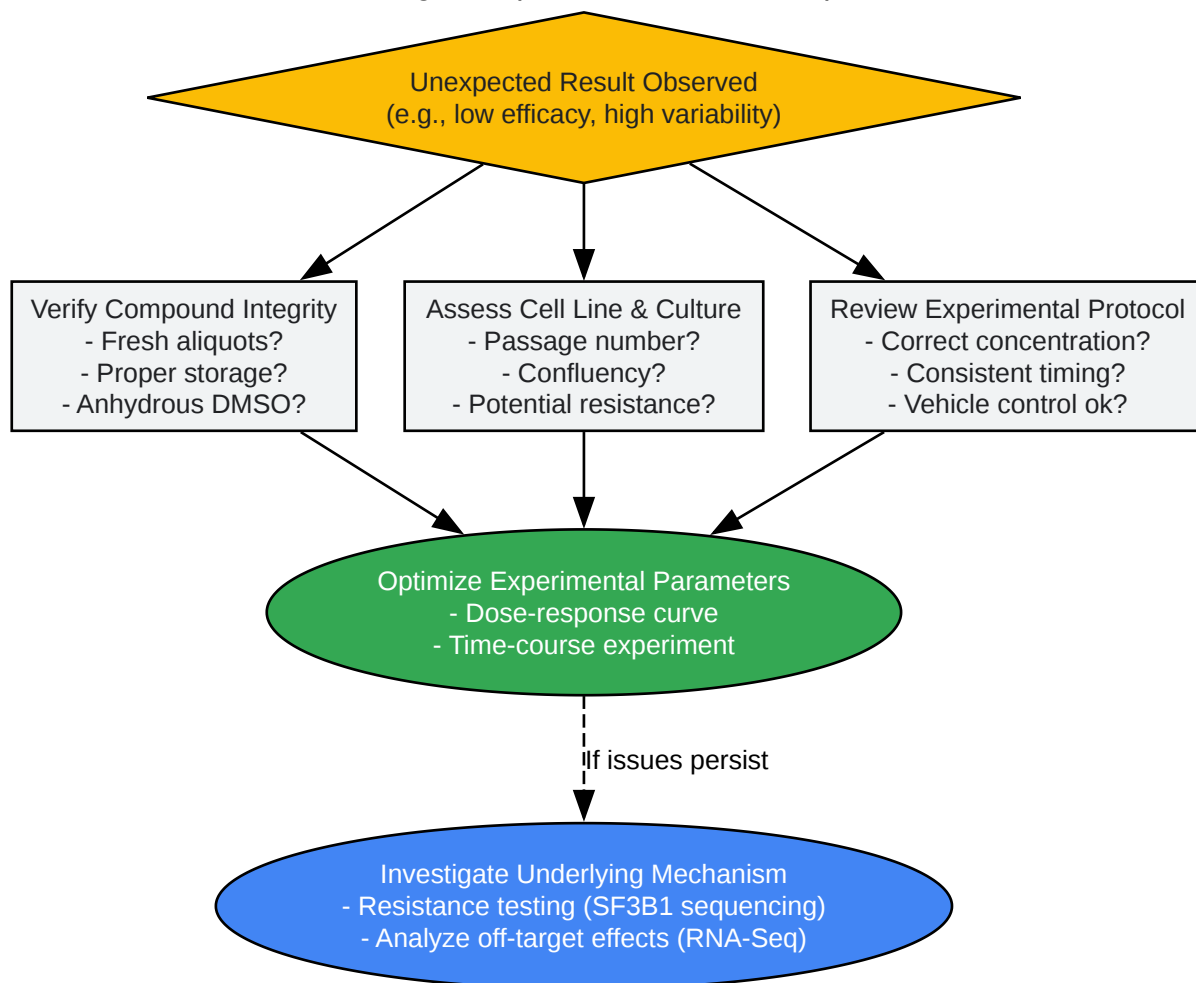 Unexpected Result Observed
(e.g., low efficacy, high variability)
Verify Compound Integrity
- Fresh aliquots?
- Proper storage?
- Anhydrous DMSO?
Assess Cell Line & Culture
- Passage number?
- Confluency?
- Potential resistance?
Review Experimental Protocol
- Correct concentration?
- Consistent timing?
- Vehicle control ok?
Optimize Experimental Parameters
- Dose-response curve
- Time-course experiment
If issues persist
Investigate Underlying Mechanism
- Resistance testing (SF3B1 sequencing)
- Analyze off-target effects (RNA-Seq)